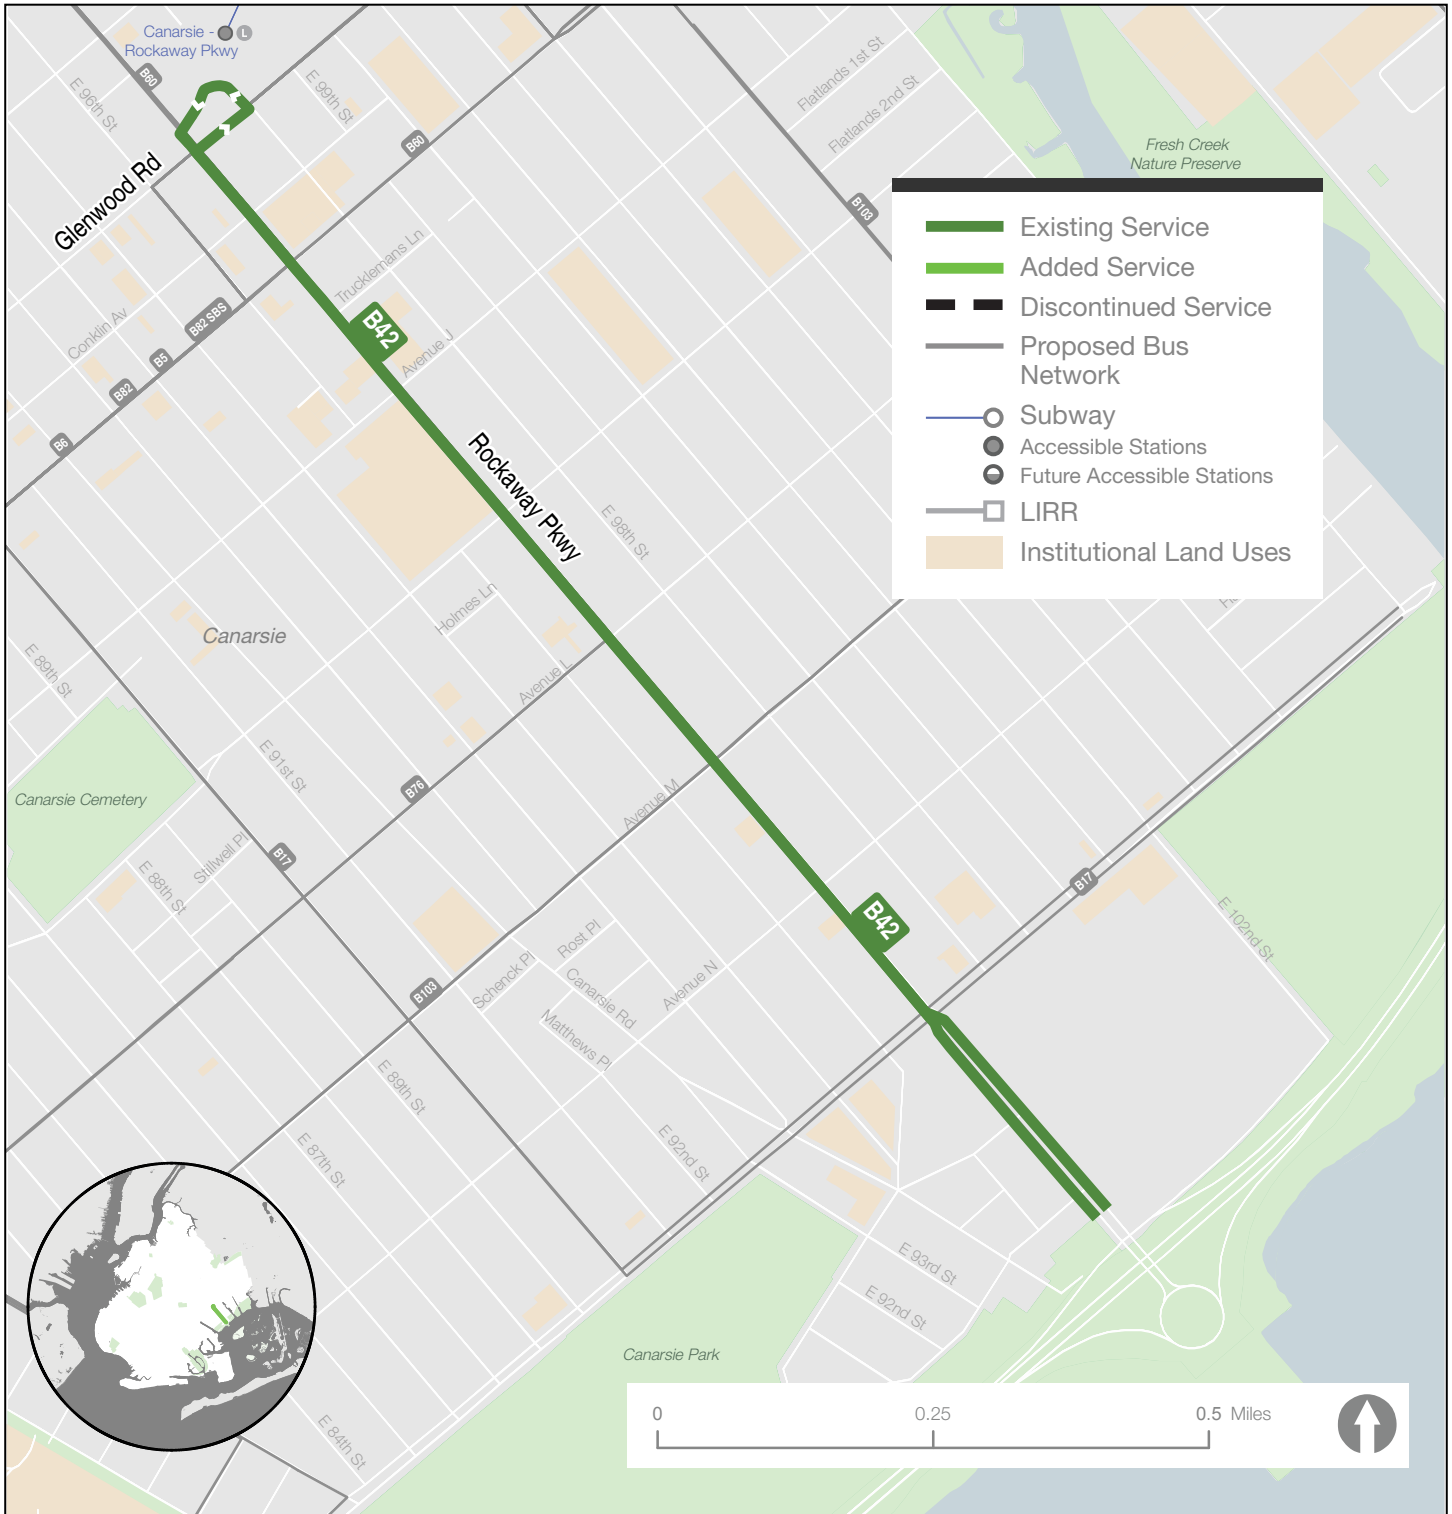 Canarsie -
Rockaway Pkwy
L
B60
E 96th St
E 99th St
Flatlands 1st St
Flatlands 2nd St
Fresh Creek
Nature Preserve
B60
Glenwood Rd
B103
Trucklemans Ln
Existing Service
Added Service
Discontinued Service
Proposed Bus
Network
Subway
Accessible Stations
Future Accessible Stations
LIRR
Institutional Land Uses
B82 SBS
Conklin Av
B42
Avenue J
B5
B82
B6
Rockaway Pkwy
E 98th St
Holmes Ln
Canarsie
E 89th St
Avenue L
E 91st St
B76
Canarsie Cemetery
Avenue M
B17
Stillwell Pl
E 88th St
B17
B42
E 102nd St
Rost Pl
Schenck Pl
Canarsie Rd
Avenue N
B103
Matthews Pl
E 89th St
E 87th St
E 92nd St
E 93rd St
E 92nd St
Canarsie Park
E 84th St
0 0.25 0.5 Miles